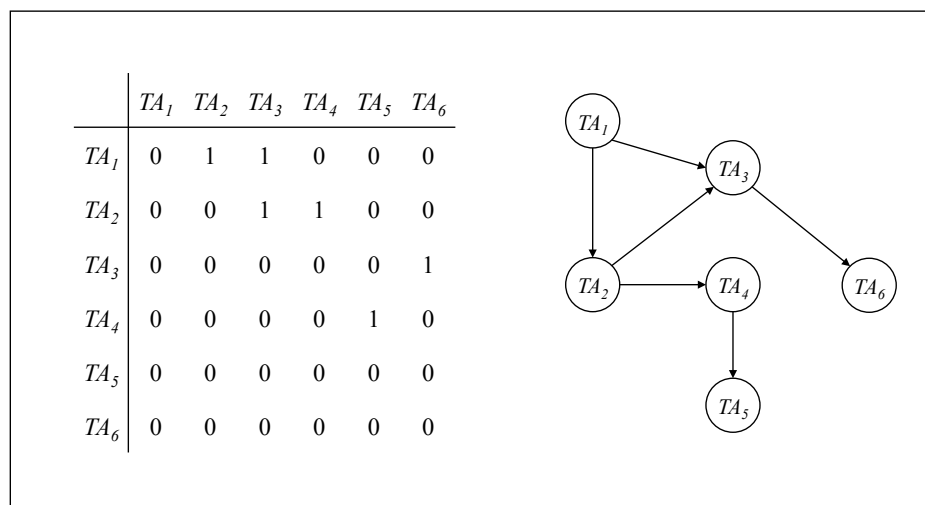 TA1 TA2 TA3 TA4 TA5 TA6
TA1 0 1 1 0 0 0
TA2 0 0 1 1 0 0
TA3 0 0 0 0 0 1
TA4 0 0 0 0 1 0
TA5 0 0 0 0 0 0
TA6 0 0 0 0 0 0
TA1
TA3
TA2
TA4
TA6
TA5